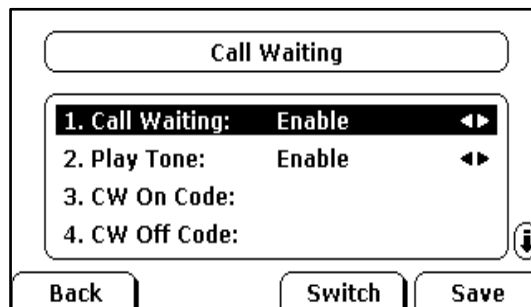 Call Waiting
1. Call Waiting: Enable
2. Play Tone: Enable
3. CW On Code:
4. CW Off Code:
Back Switch Save